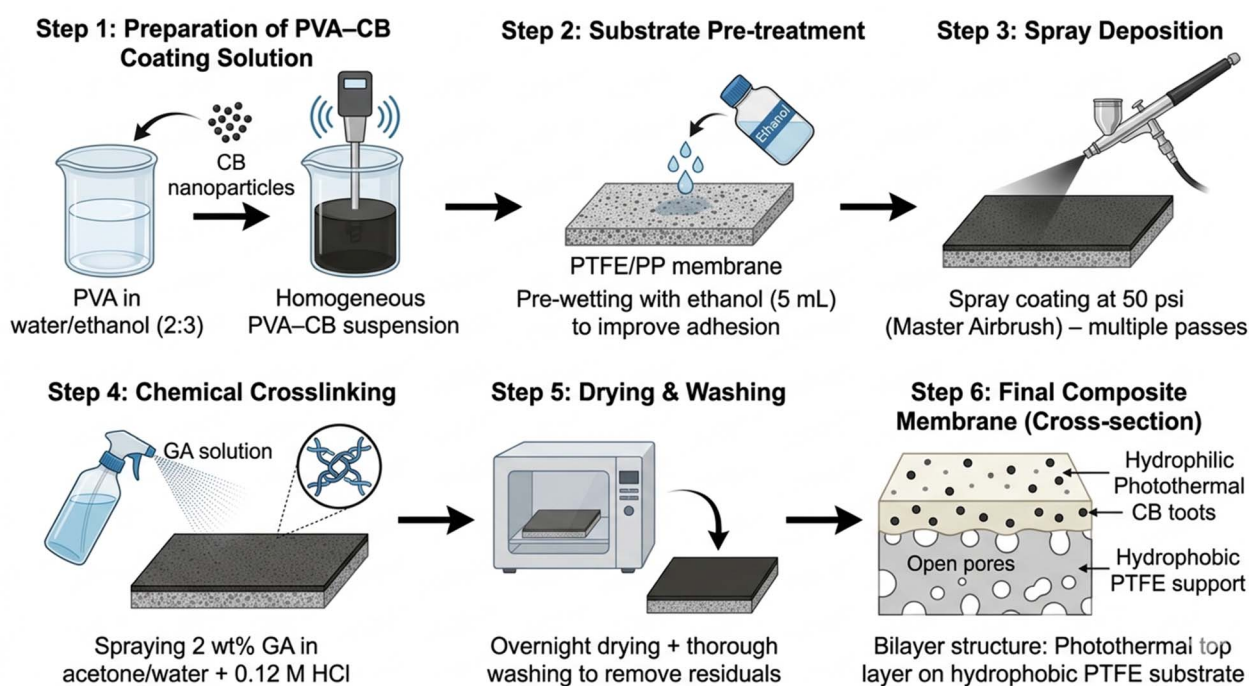 Step 1: Preparation of PVA–CB
Coating Solution
CB
nanoparticles
PVA in
water/ethanol (2:3)
Homogeneous
PVA–CB suspension
Step 2: Substrate Pre-treatment
Ethanol
PTFE/PP membrane
Pre-wetting with ethanol (5 mL)
to improve adhesion
Step 3: Spray Deposition
Spray coating at 50 psi
(Master Airbrush) – multiple passes
Step 4: Chemical Crosslinking
GA solution
Spraying 2 wt% GA in
acetone/water + 0.12 M HCl
Step 5: Drying & Washing
Overnight drying + thorough
washing to remove residuals
Step 6: Final Composite
Membrane (Cross-section)
Hydrophilic
Photothermal
CB toots
Open pores
Hydrophobic
PTFE support
Bilayer structure: Photothermal top
layer on hydrophobic PTFE substrate